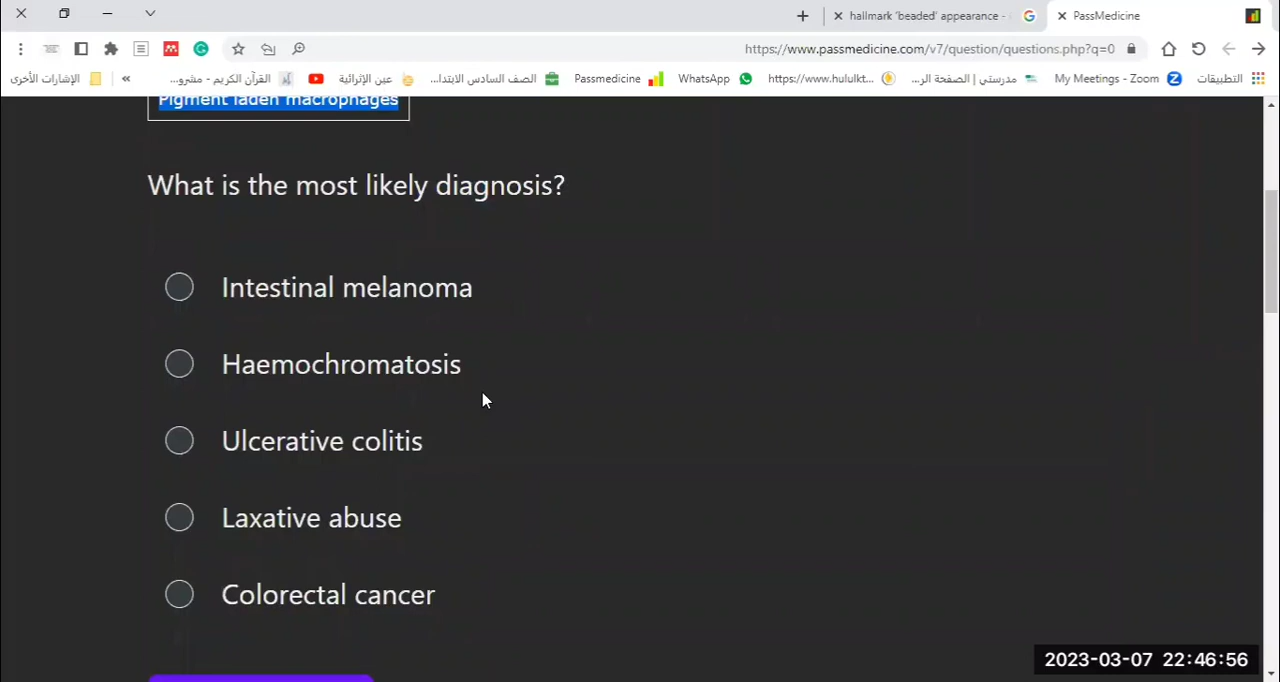 hallmark 'beaded' appearance -
PassMedicine
https://www.passmedicine.com/v7/question/questions.php?q=0
الإشارات الأخرى
«
القرآن الكريم - مشرو...
عين الإثرائية
الصف السادس الابتدا...
Passmedicine
WhatsApp
https://www.hululkt...
مدرستي | الصفحة الر...
My Meetings - Zoom
التطبيقات
Pigment laden macrophages
What is the most likely diagnosis?
Intestinal melanoma
Haemochromatosis
Ulcerative colitis
Laxative abuse
Colorectal cancer
2023-03-07 22:46:56